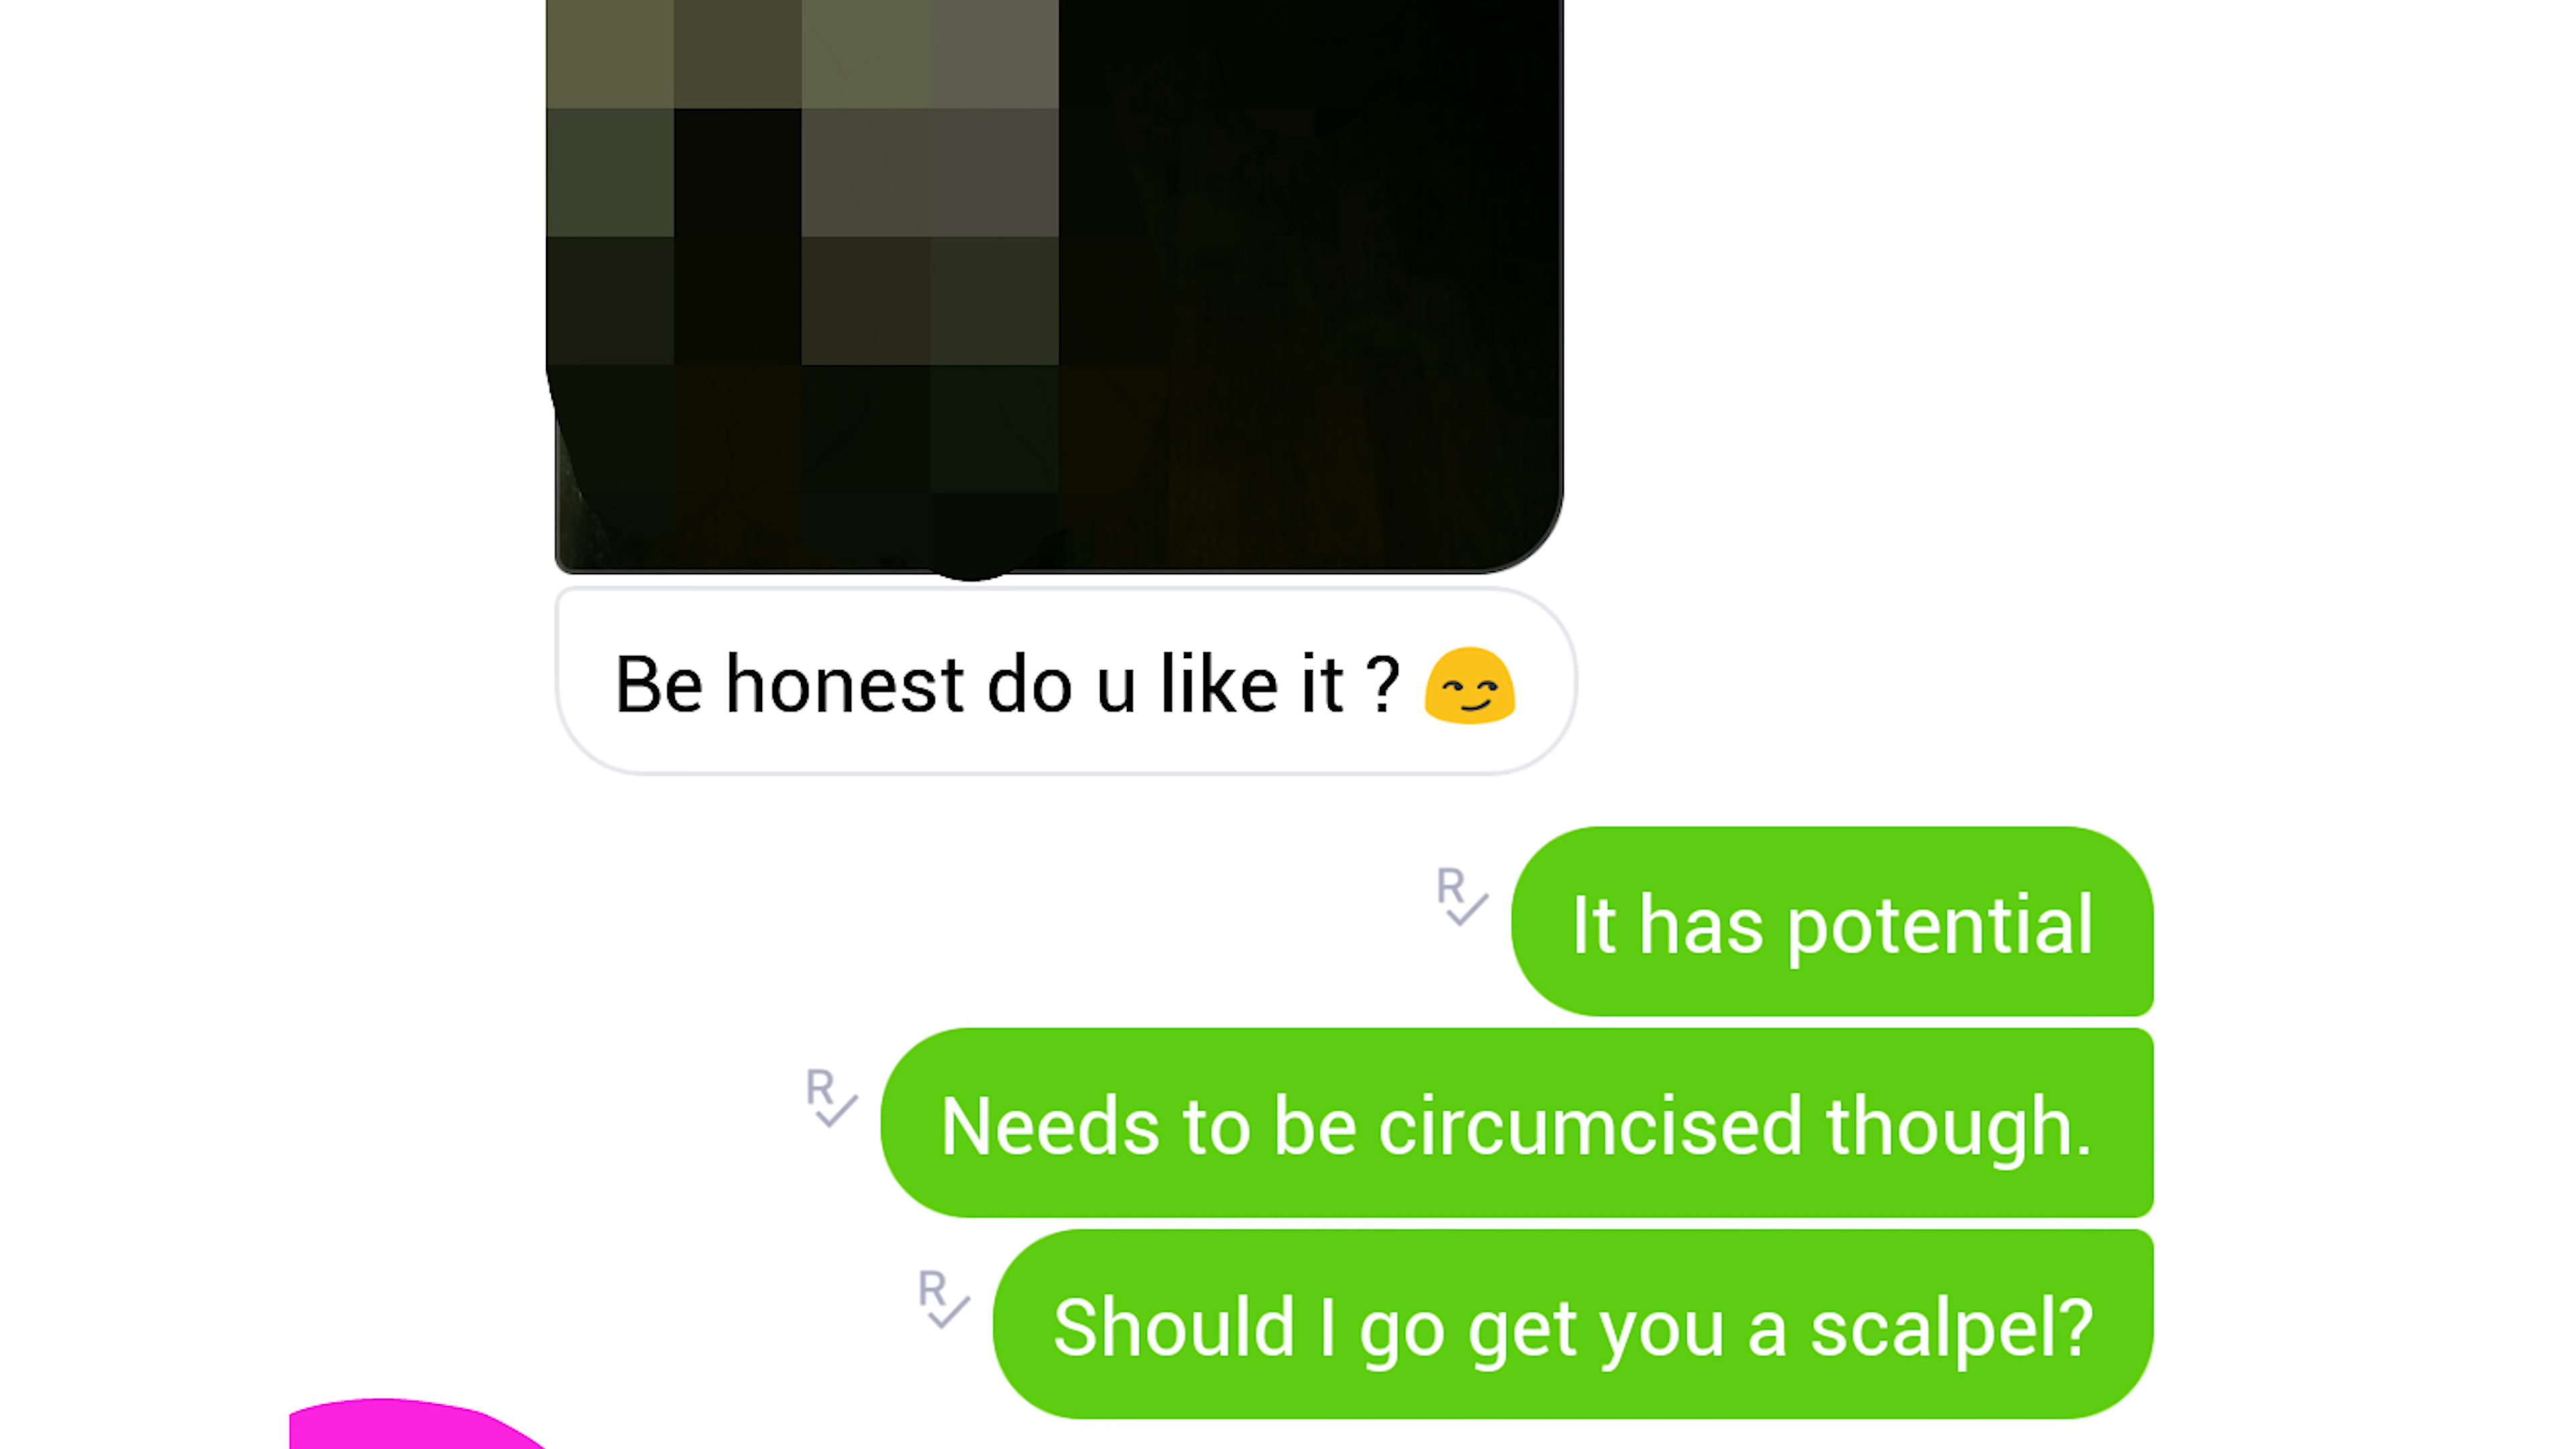 Be honest do u like it ? 😏
R
It has potential
R
Needs to be circumcised though.
R
Should I go get you a scalpel?